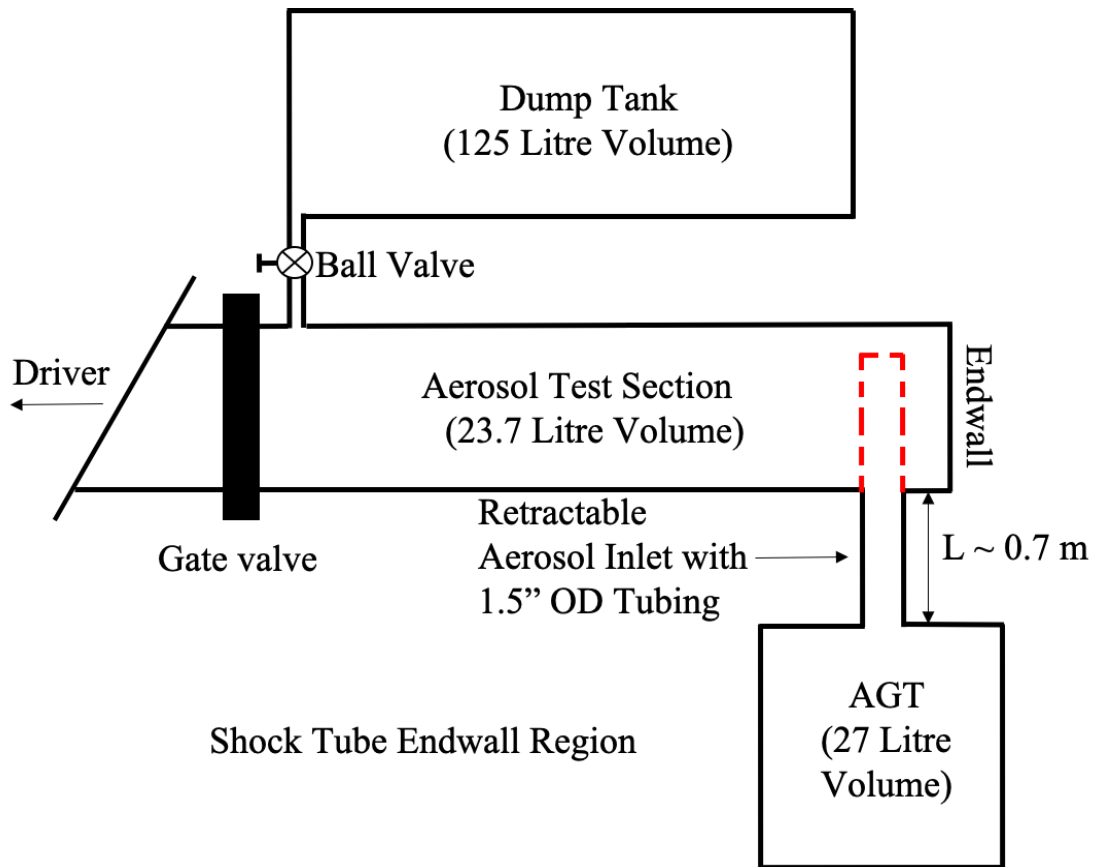 Dump Tank
(125 Litre Volume)
Ball Valve
Driver
Aerosol Test Section
(23.7 Litre Volume)
Endwall
Gate valve
Retractable
Aerosol Inlet with
1.5” OD Tubing
L ~ 0.7 m
AGT
(27 Litre
Volume)
Shock Tube Endwall Region